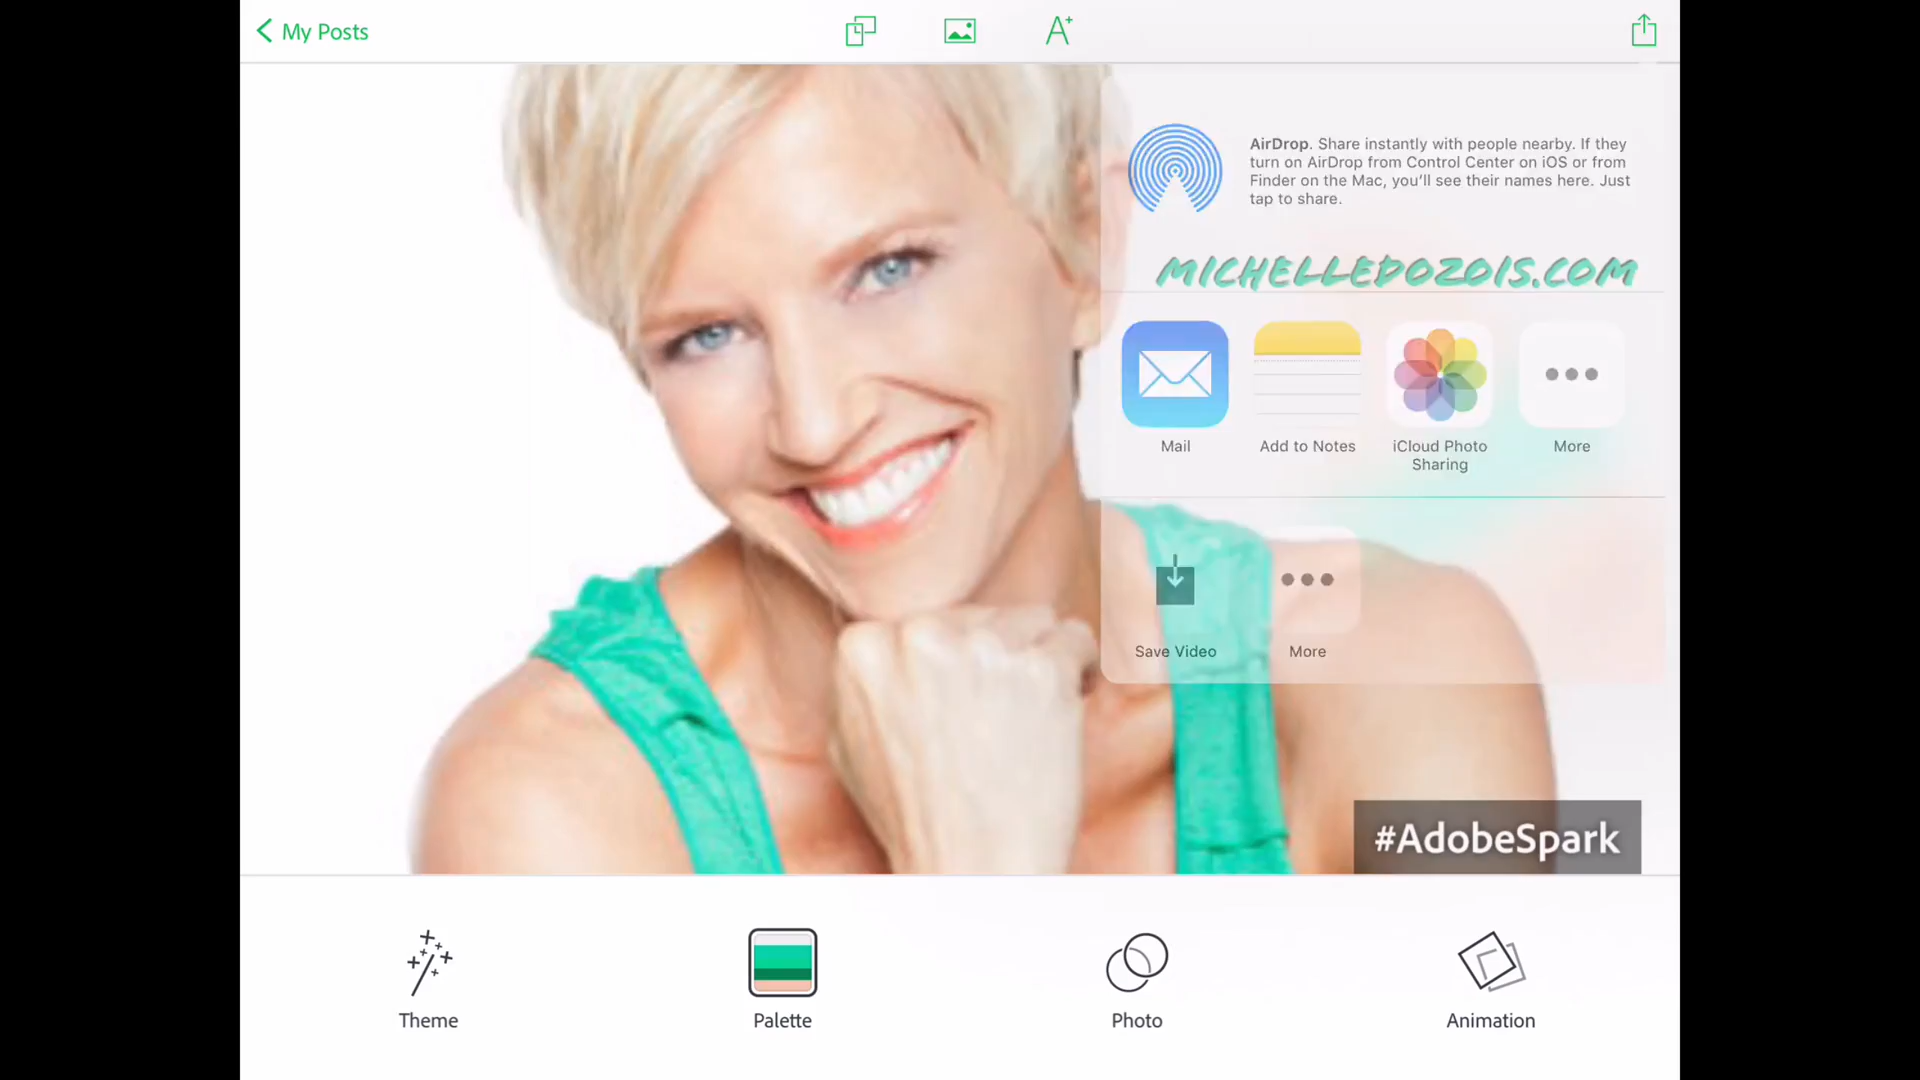 My Posts
A+
AirDrop. Share instantly with people nearby. If they
turn on AirDrop from Control Center on iOS or from
Finder on the Mac, you'll see their names here. Just
tap to share.
MICHELLEDOZOIS.COM
Mail
Add to Notes
iCloud Photo
Sharing
More
Save Video
More
#AdobeSpark
Theme
Palette
Photo
Animation